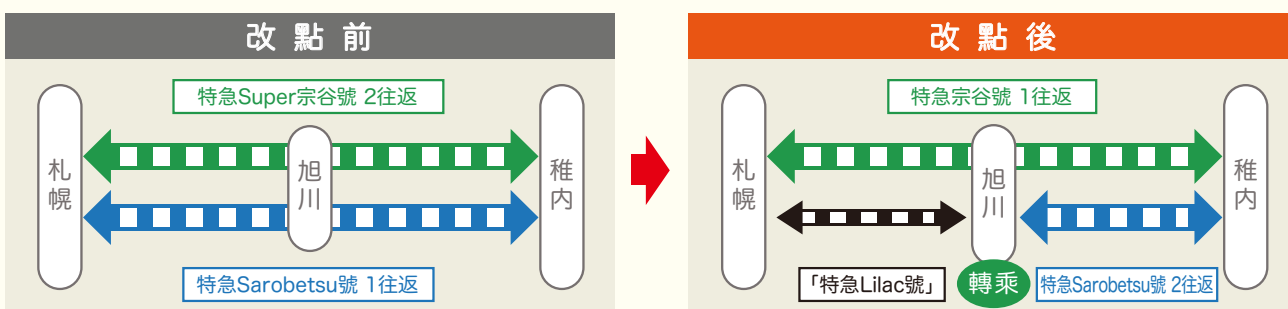 改點前
特急Super宗谷號 2往返
札幌
旭川
稚內
特急Sarobetsu號 1往返
改點後
特急宗谷號 1往返
札幌
旭川
稚內
「特急Lilac號」
轉乘
特急Sarobetsu號 2往返